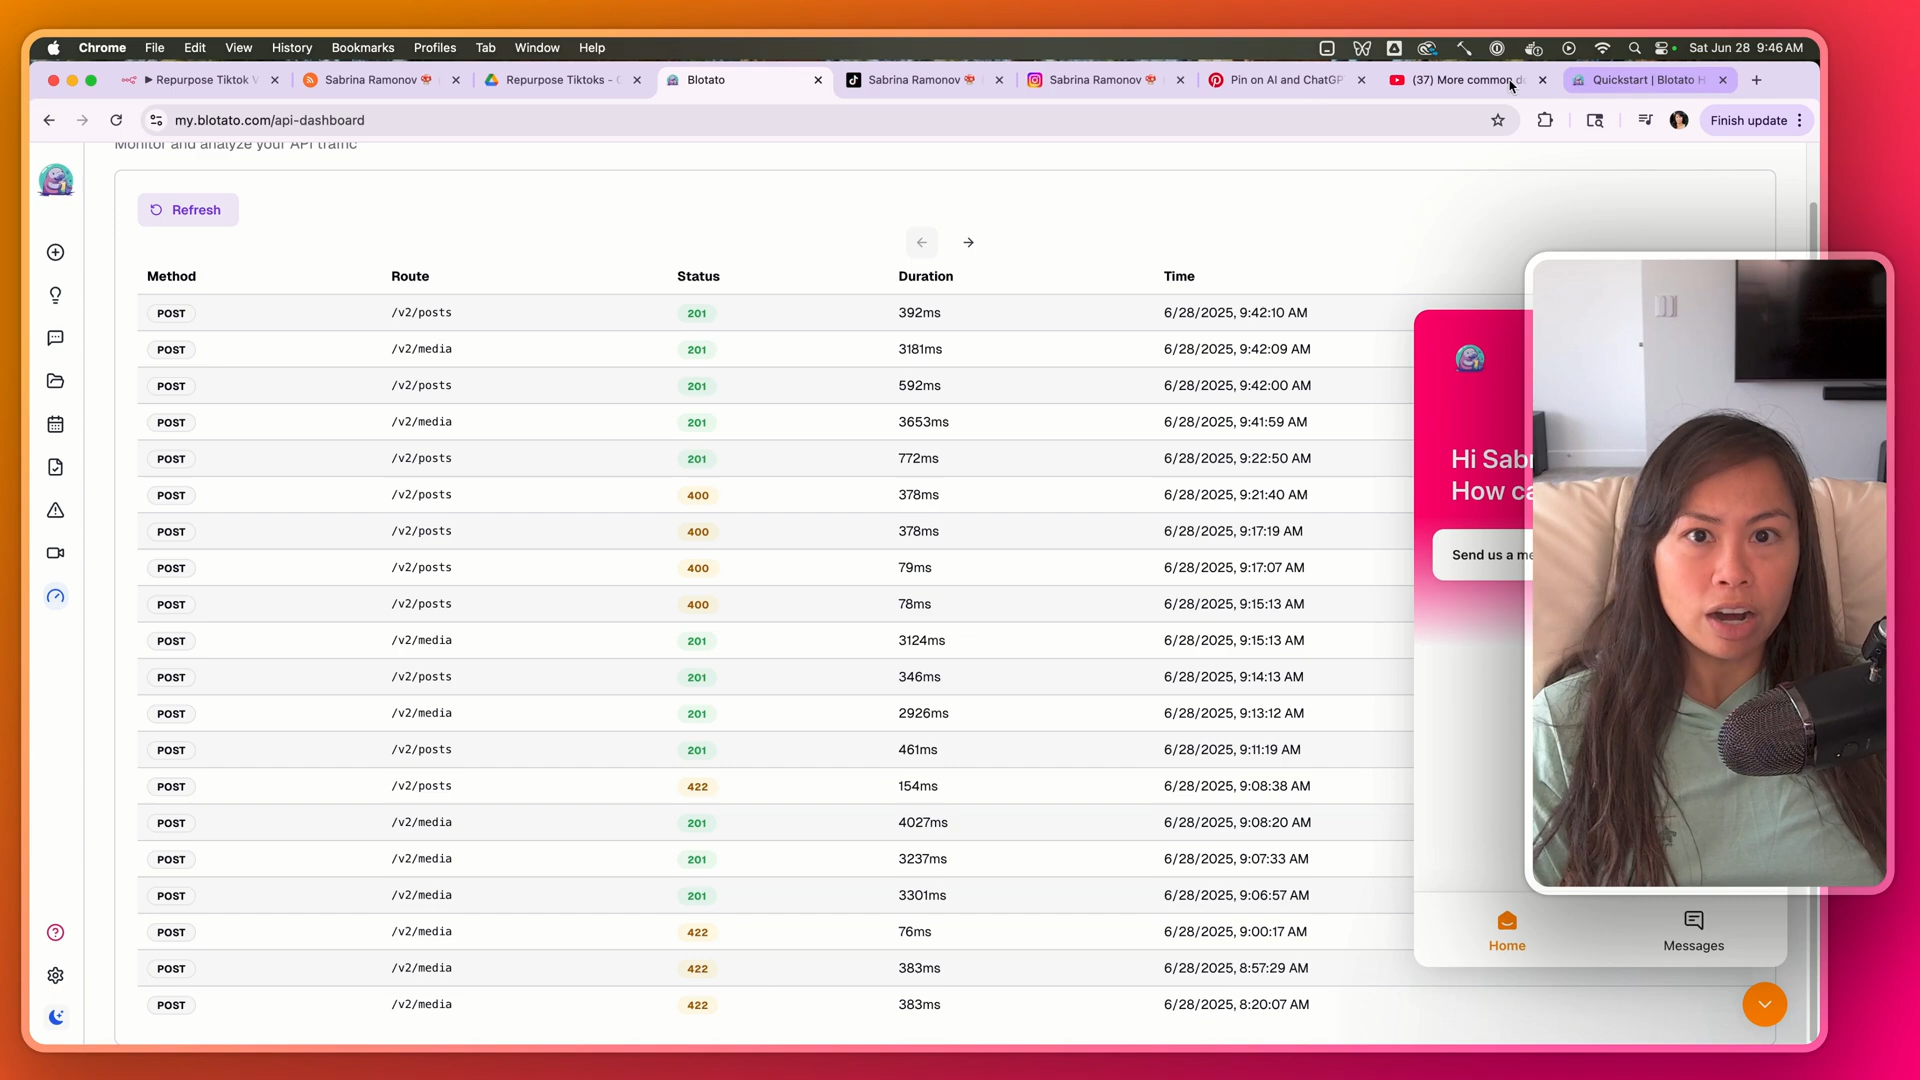 Chrome File Edit View History Bookmarks Profiles Tab Window Help Sat Jun 28 9:46 AM
Repurpose Tiktok Sabrina Ramonov Repurpose Tiktoks - Blotato Sabrina Ramonov Sabrina Ramonov Pin on AI and ChatGP (37) More common Quickstart | Blotato H
my.blotato.com/api-dashboard Finish update
Monitor and analyze your API traffic
Refresh
Method Route Status Duration Time
POST /v2/posts 201 392ms 6/28/2025, 9:42:10 AM
POST /v2/media 201 3181ms 6/28/2025, 9:42:09 AM
POST /v2/posts 201 592ms 6/28/2025, 9:42:00 AM
POST /v2/media 201 3653ms 6/28/2025, 9:41:59 AM
POST /v2/posts 201 772ms 6/28/2025, 9:22:50 AM
POST /v2/posts 400 378ms 6/28/2025, 9:21:40 AM
POST /v2/posts 400 378ms 6/28/2025, 9:17:19 AM
POST /v2/posts 400 79ms 6/28/2025, 9:17:07 AM
POST /v2/posts 400 78ms 6/28/2025, 9:15:13 AM
POST /v2/media 201 3124ms 6/28/2025, 9:15:13 AM
POST /v2/posts 201 346ms 6/28/2025, 9:14:13 AM
POST /v2/media 201 2926ms 6/28/2025, 9:13:12 AM
POST /v2/posts 201 461ms 6/28/2025, 9:11:19 AM
POST /v2/posts 422 154ms 6/28/2025, 9:08:38 AM
POST /v2/media 201 4027ms 6/28/2025, 9:08:20 AM
POST /v2/media 201 3237ms 6/28/2025, 9:07:33 AM
POST /v2/media 201 3301ms 6/28/2025, 9:06:57 AM
POST /v2/media 422 76ms 6/28/2025, 9:00:17 AM
POST /v2/media 422 383ms 6/28/2025, 8:57:29 AM
POST /v2/media 422 383ms 6/28/2025, 8:20:07 AM
Hi Sabr
How ca
Send us a me
Home Messages